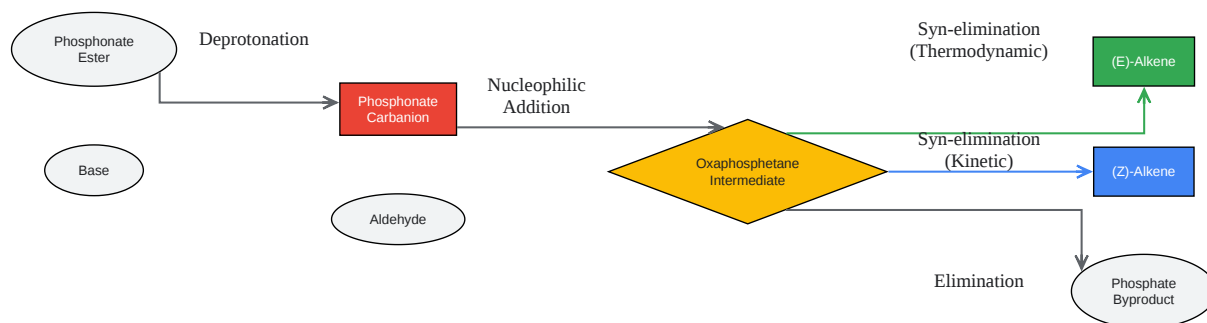 Phosphonate
Ester
Deprotonation
Base
Phosphonate
Carbanion
Aldehyde
Nucleophilic
Addition
Oxaphosphetane
Intermediate
Syn-elimination
(Thermodynamic)
(E)-Alkene
Syn-elimination
(Kinetic)
(Z)-Alkene
Elimination
Phosphate
Byproduct